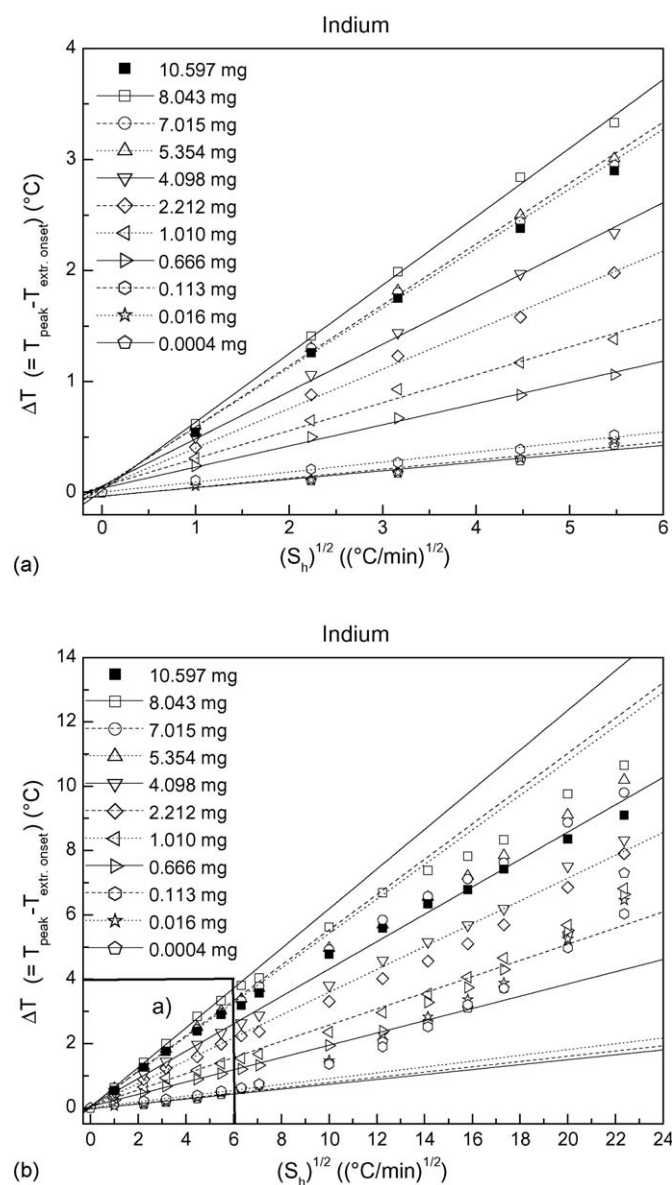 Indium
4
3
2
1
0
ΔT (= T_peak-T_extr. onset) (°C)
10.597 mg
8.043 mg
7.015 mg
5.354 mg
4.098 mg
2.212 mg
1.010 mg
0.666 mg
0.113 mg
0.016 mg
0.0004 mg
0 1 2 3 4 5 6
(a)
(S_h)^1/2 ((°C/min)^1/2)
Indium
14
12
10
8
6
4
2
0
ΔT (= T_peak-T_extr. onset) (°C)
10.597 mg
8.043 mg
7.015 mg
5.354 mg
4.098 mg
2.212 mg
1.010 mg
0.666 mg
0.113 mg
0.016 mg
0.0004 mg
a)
0 2 4 6 8 10 12 14 16 18 20 22 24
(b)
(S_h)^1/2 ((°C/min)^1/2)